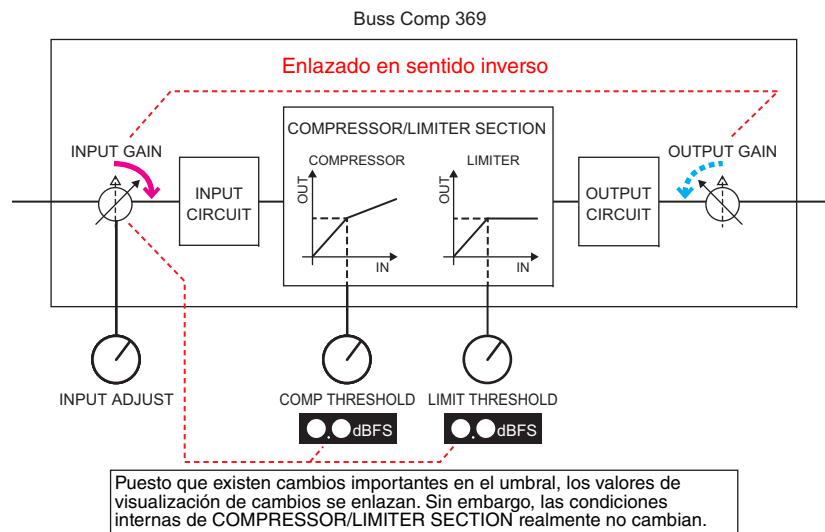 Buss Comp 369
Enlazado en sentido inverso
COMPRESSOR/LIMITER SECTION
INPUT GAIN
COMPRESSOR
LIMITER
OUTPUT GAIN
INPUT
CIRCUIT
OUT
IN
OUT
IN
OUTPUT
CIRCUIT
INPUT ADJUST
COMP THRESHOLD
LIMIT THRESHOLD
●.●dBFS
●.●dBFS
Puesto que existen cambios importantes en el umbral, los valores de
visualización de cambios se enlazan. Sin embargo, las condiciones
internas de COMPRESSOR/LIMITER SECTION realmente no cambian.